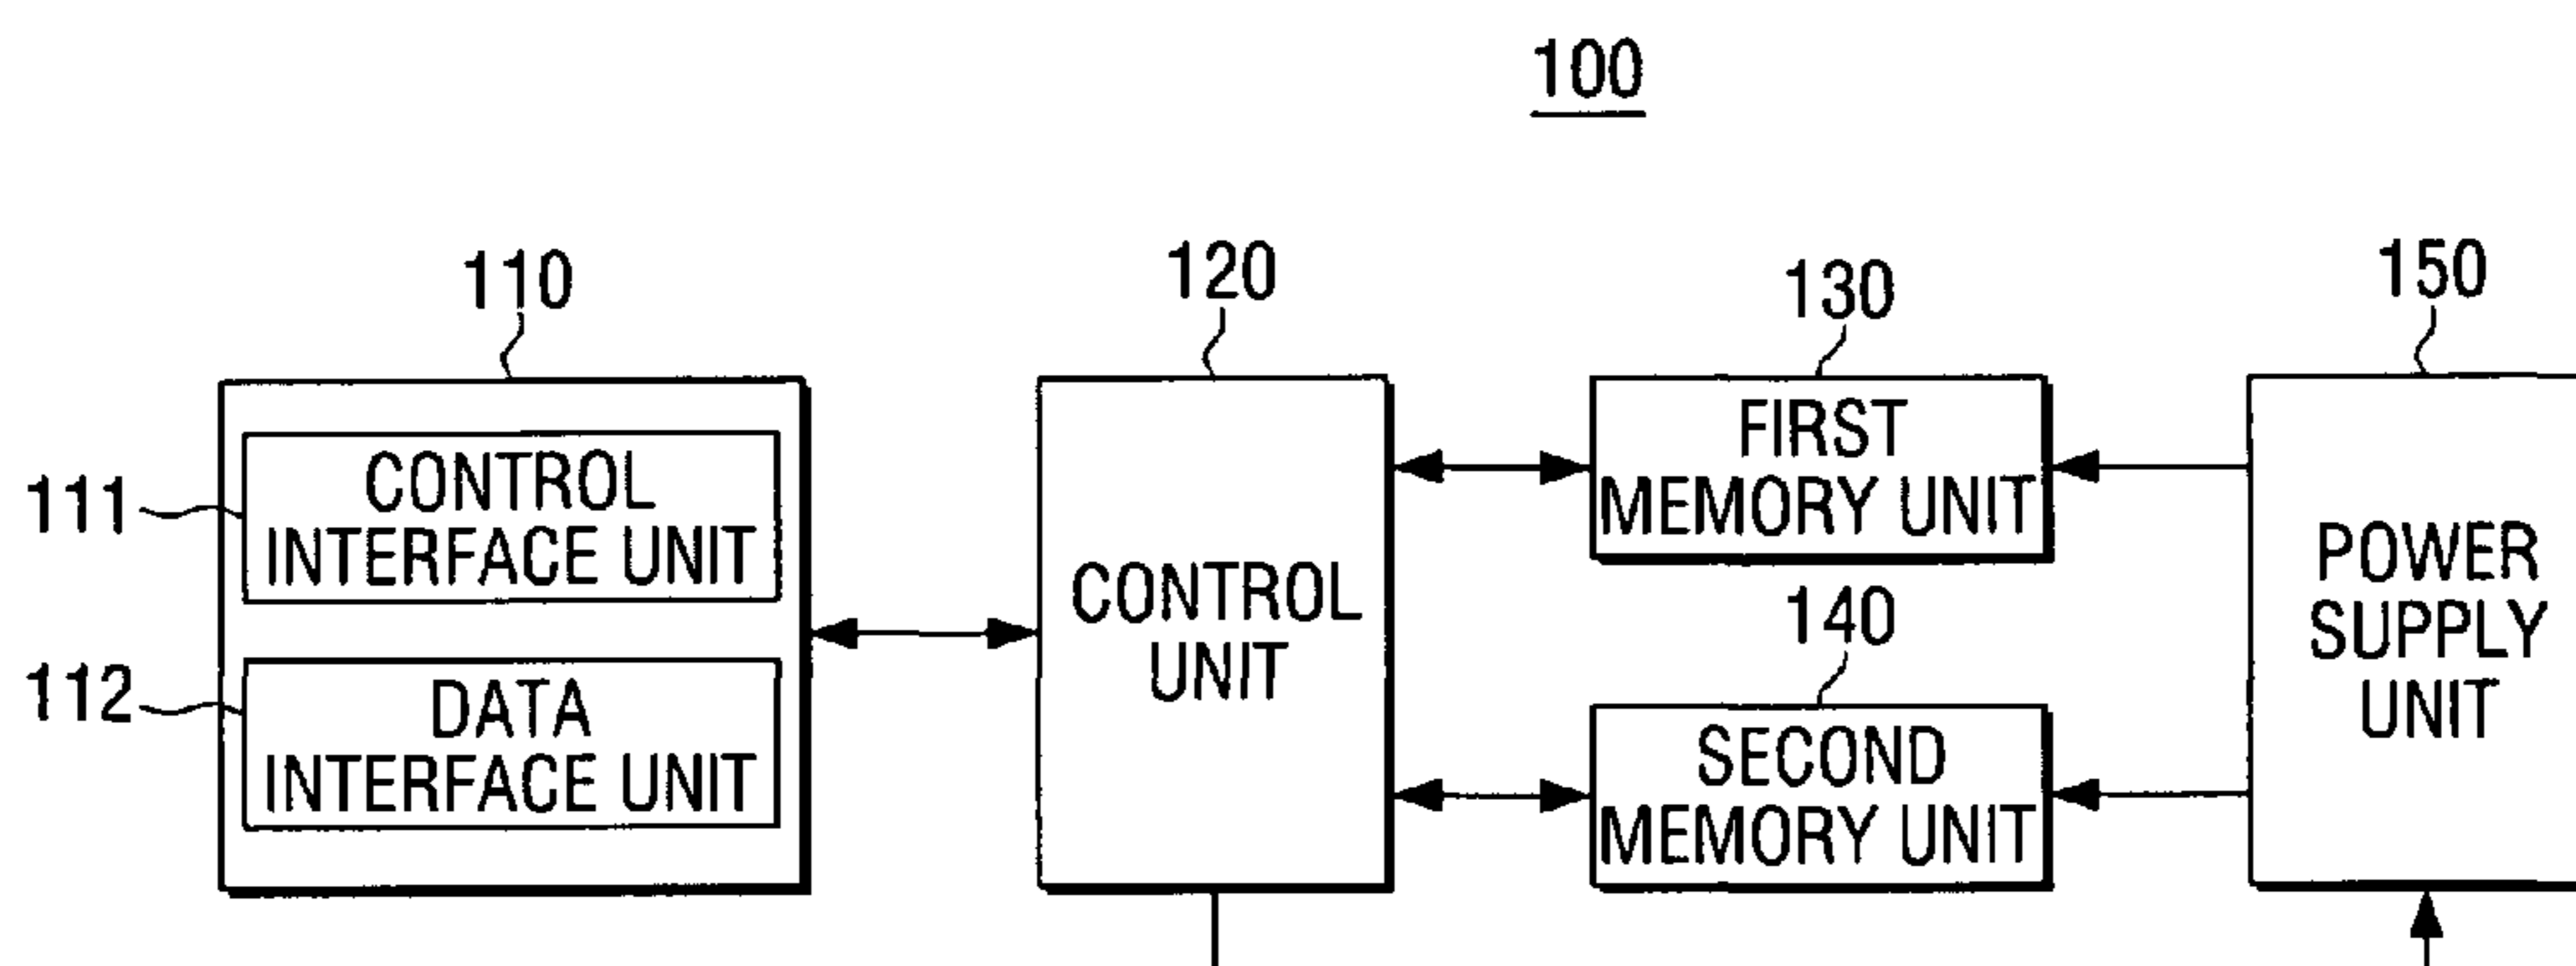 100
110
120
130
150
111
CONTROL
INTERFACE UNIT
112
DATA
INTERFACE UNIT
CONTROL
UNIT
FIRST
MEMORY UNIT
140
SECOND
MEMORY UNIT
POWER
SUPPLY
UNIT